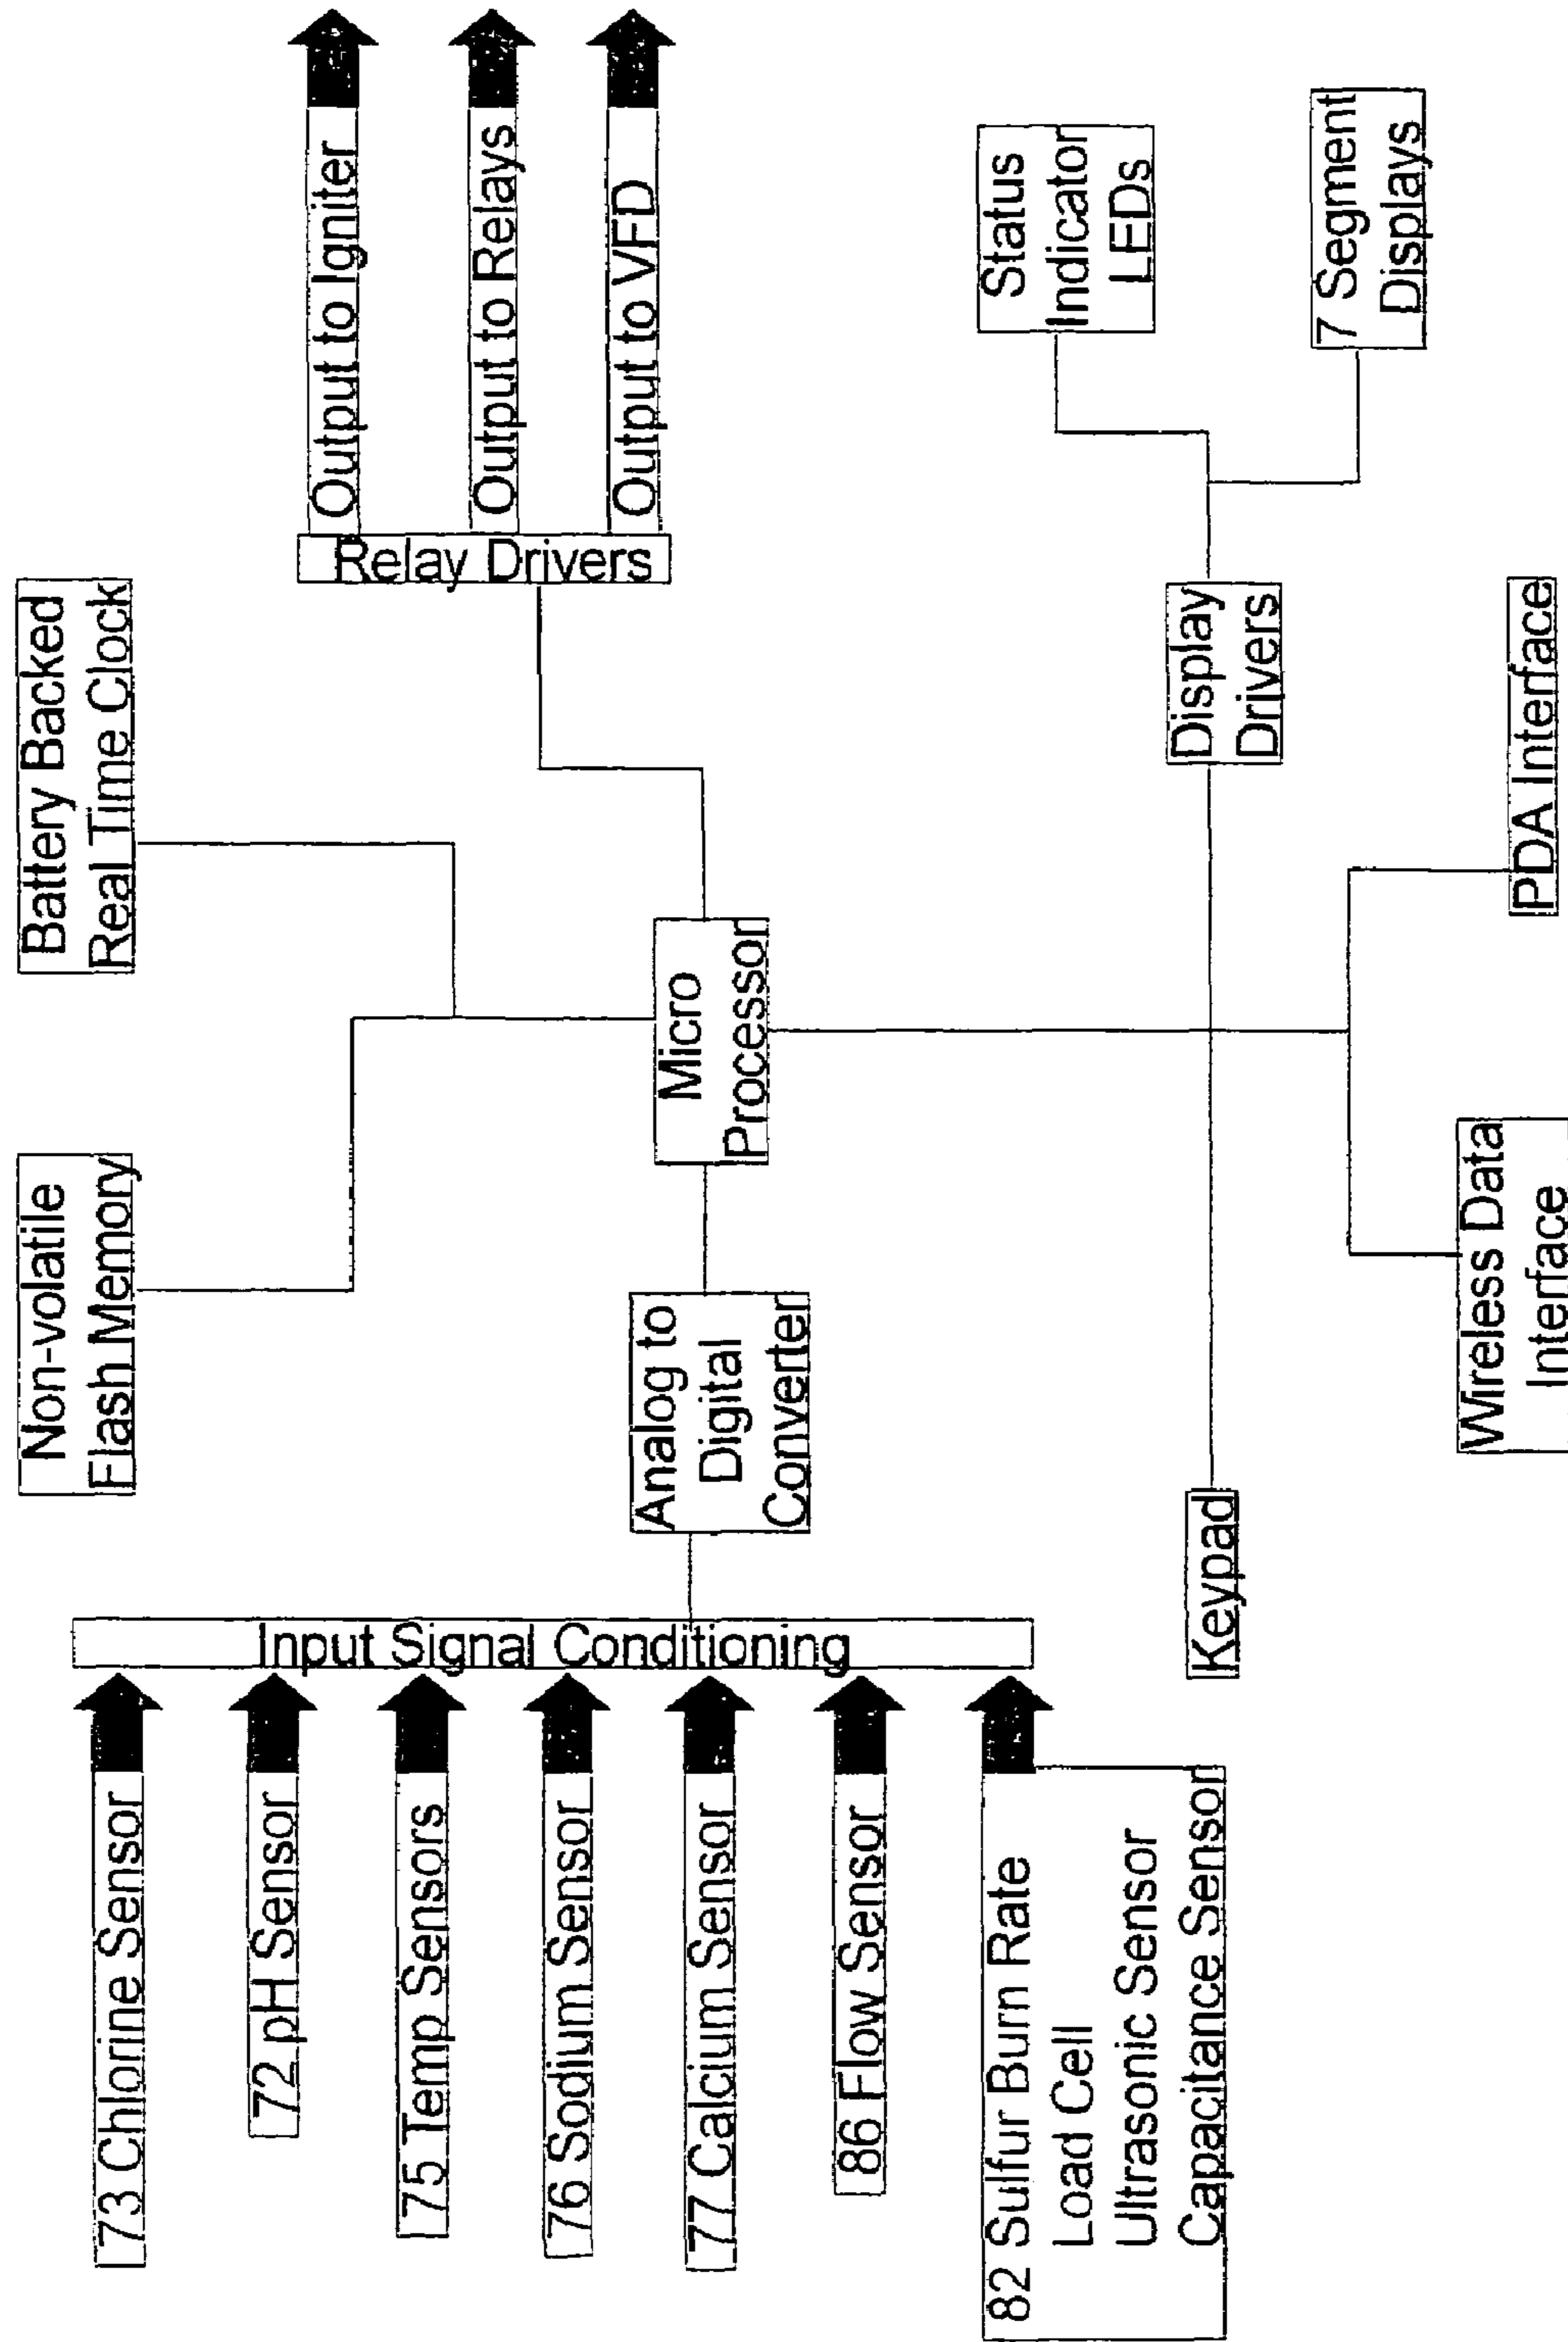 73 Chlorine Sensor
72 pH Sensor
75 Temp Sensors
76 Sodium Sensor
77 Calcium Sensor
86 Flow Sensor
82 Sulfur Burn Rate
Load Cell
Ultrasonic Sensor
Capacitance Sensor
Input Signal Conditioning
Non-volatile
Flash Memory
Battery Backed
Real Time Clock
Analog to
Digital
Converter
Micro
Processor
Relay Drivers
Output to Igniter
Output to Relays
Output to VFD
Keypad
Display
Drivers
Status
Indicator
LEDs
7 Segment
Displays
Wireless Data
Interface
PDA Interface